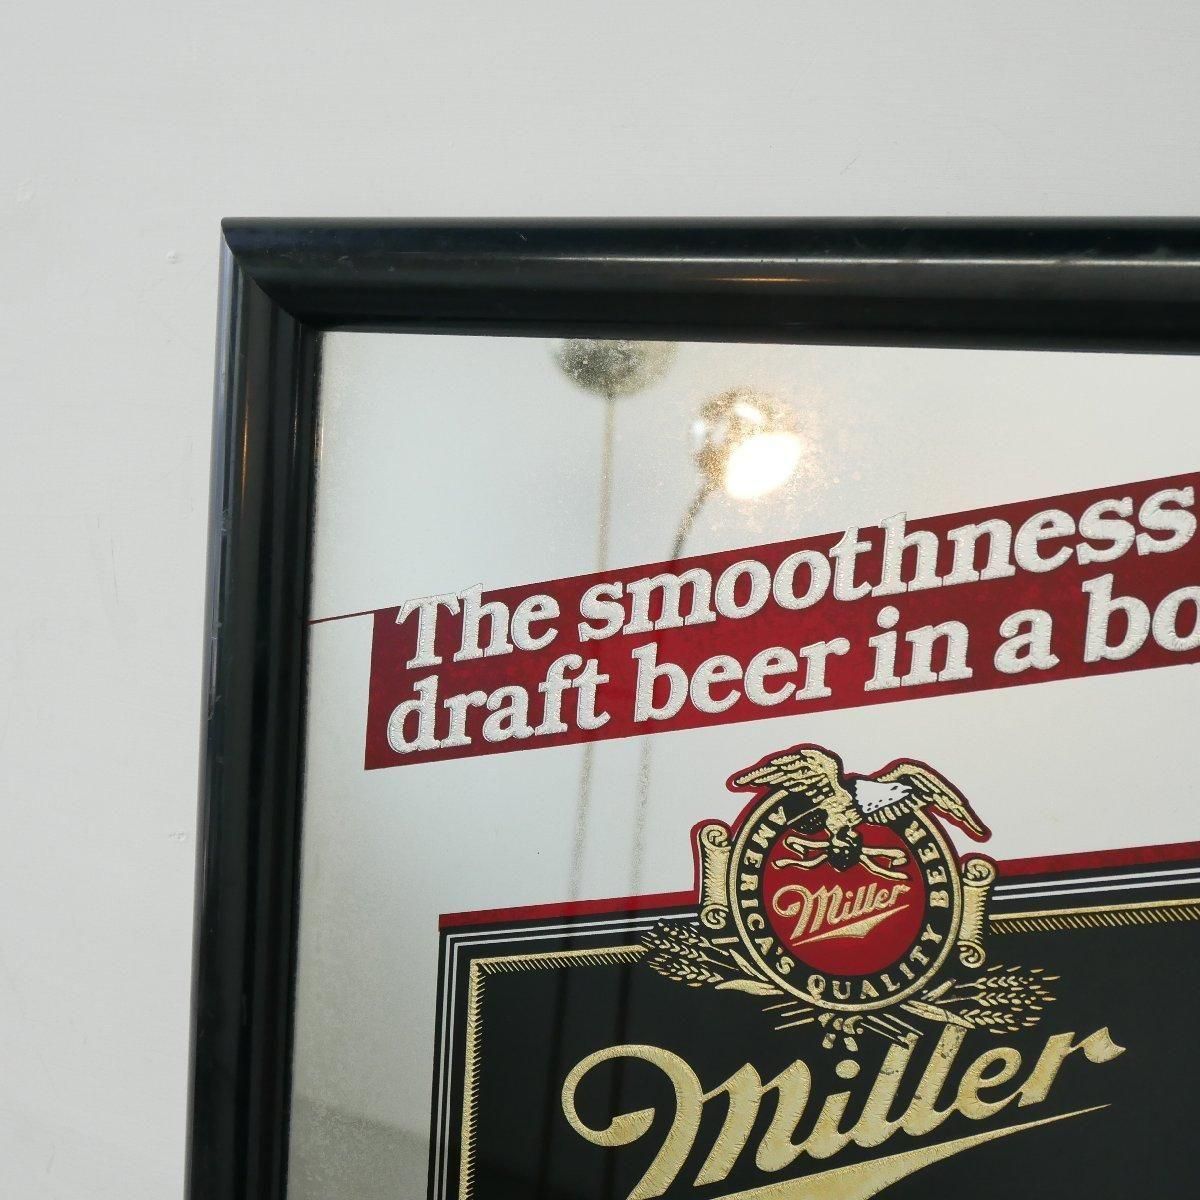 The smoothness
draft beer in a bo
AMERICA'S QUALITY BEER
Miller
Miller